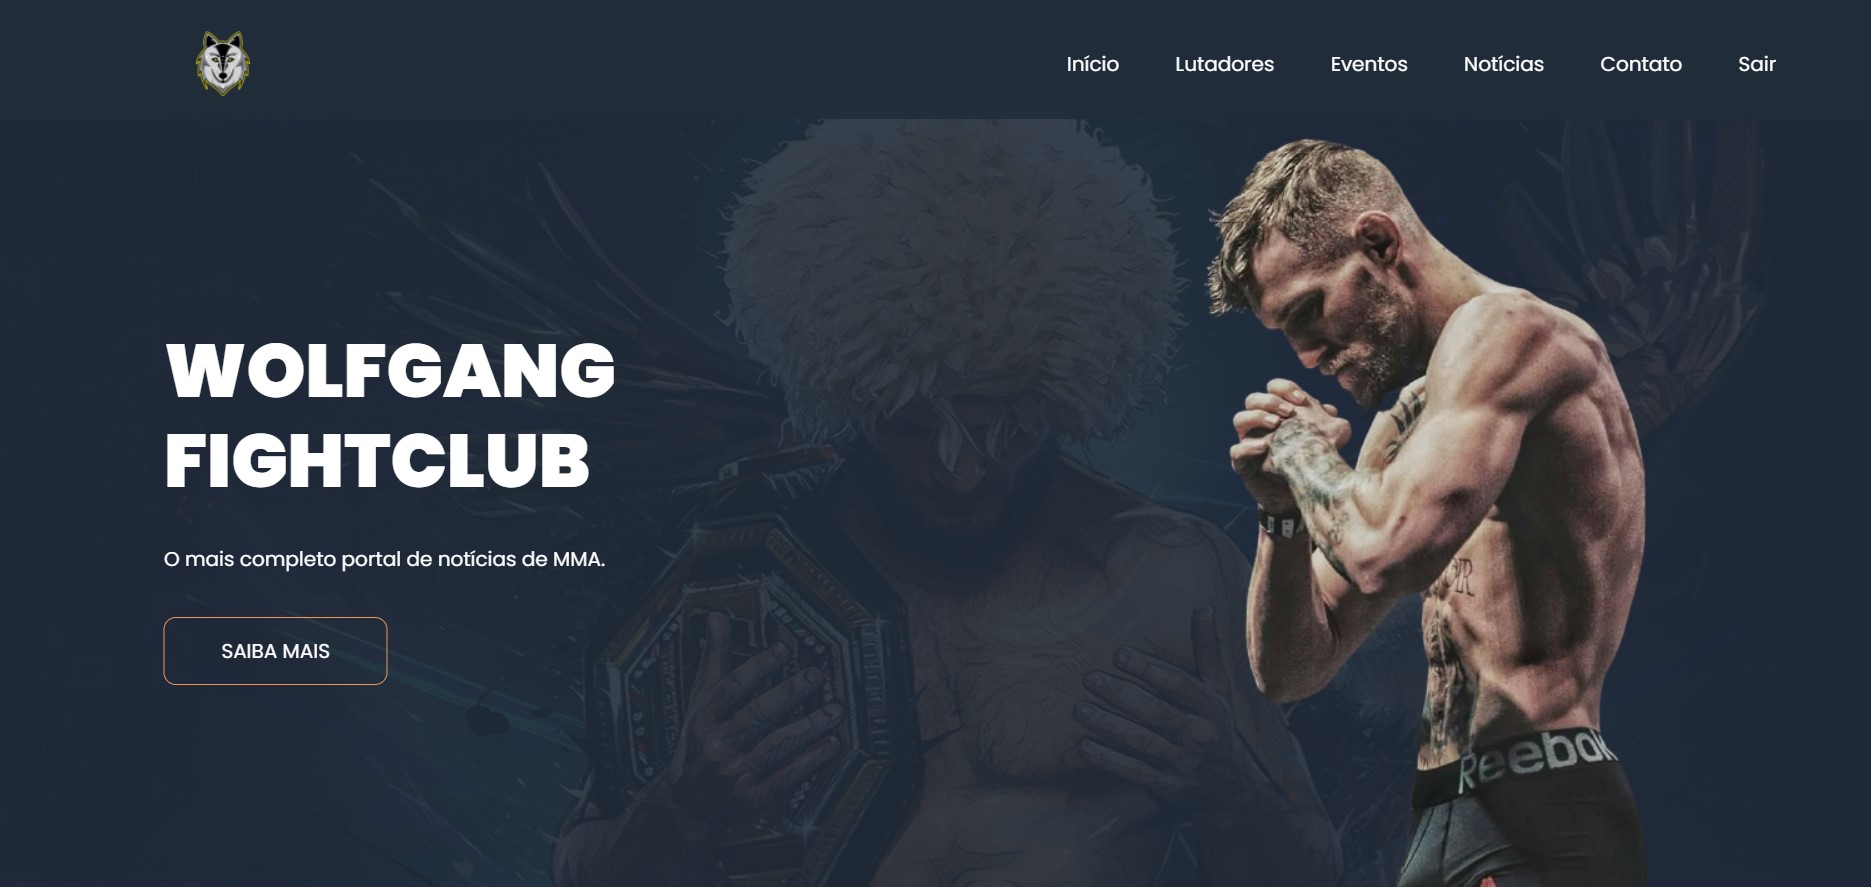 Início
Lutadores
Eventos
Notícias
Contato
Sair
WOLFGANG
FIGHTCLUB
O mais completo portal de notícias de MMA.
SAIBA MAIS
Reebok